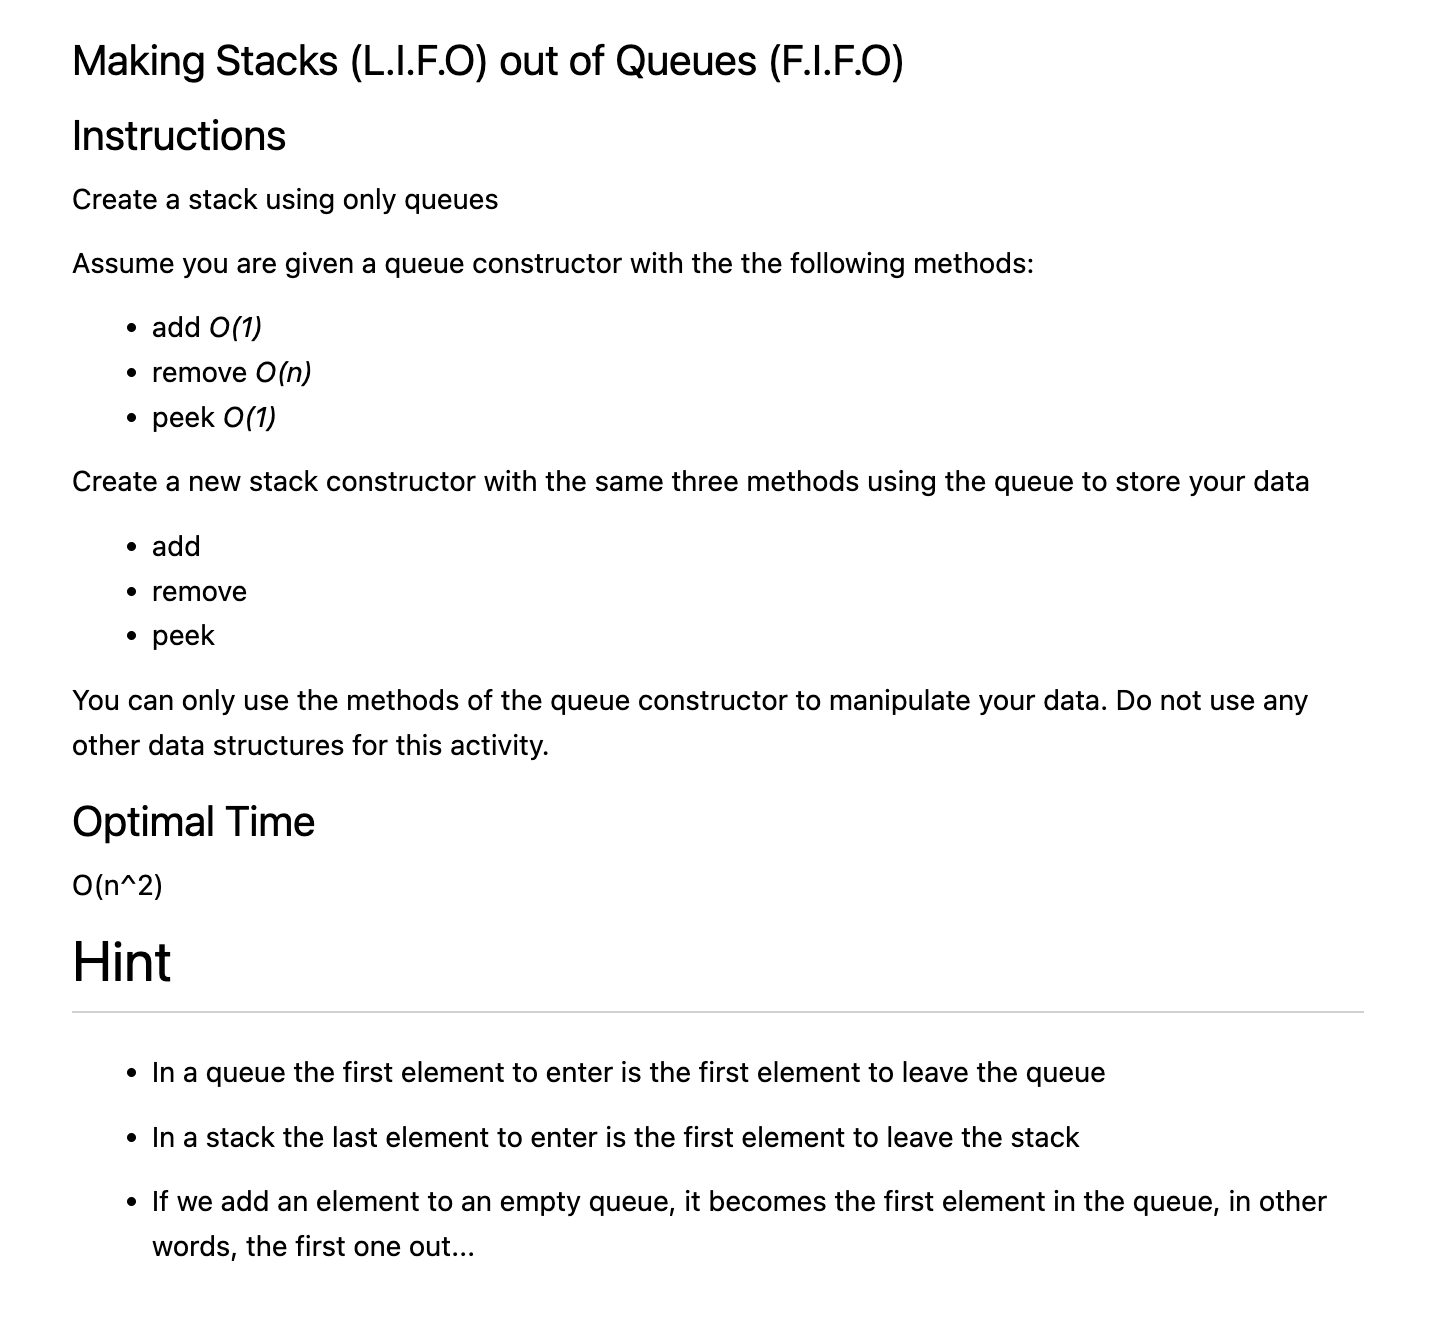 Making Stacks (L.I.F.O) out of Queues (F.I.F.O)
Instructions
Create a stack using only queues
Assume you are given a queue constructor with the the following methods:
• add O(1)
• remove O(n)
• peek O(1)
Create a new stack constructor with the same three methods using the queue to store your data
• add
• remove
• peek
You can only use the methods of the queue constructor to manipulate your data. Do not use any
other data structures for this activity.
Optimal Time
O(n^2)
Hint
• In a queue the first element to enter is the first element to leave the queue
• In a stack the last element to enter is the first element to leave the stack
• If we add an element to an empty queue, it becomes the first element in the queue, in other
words, the first one out...